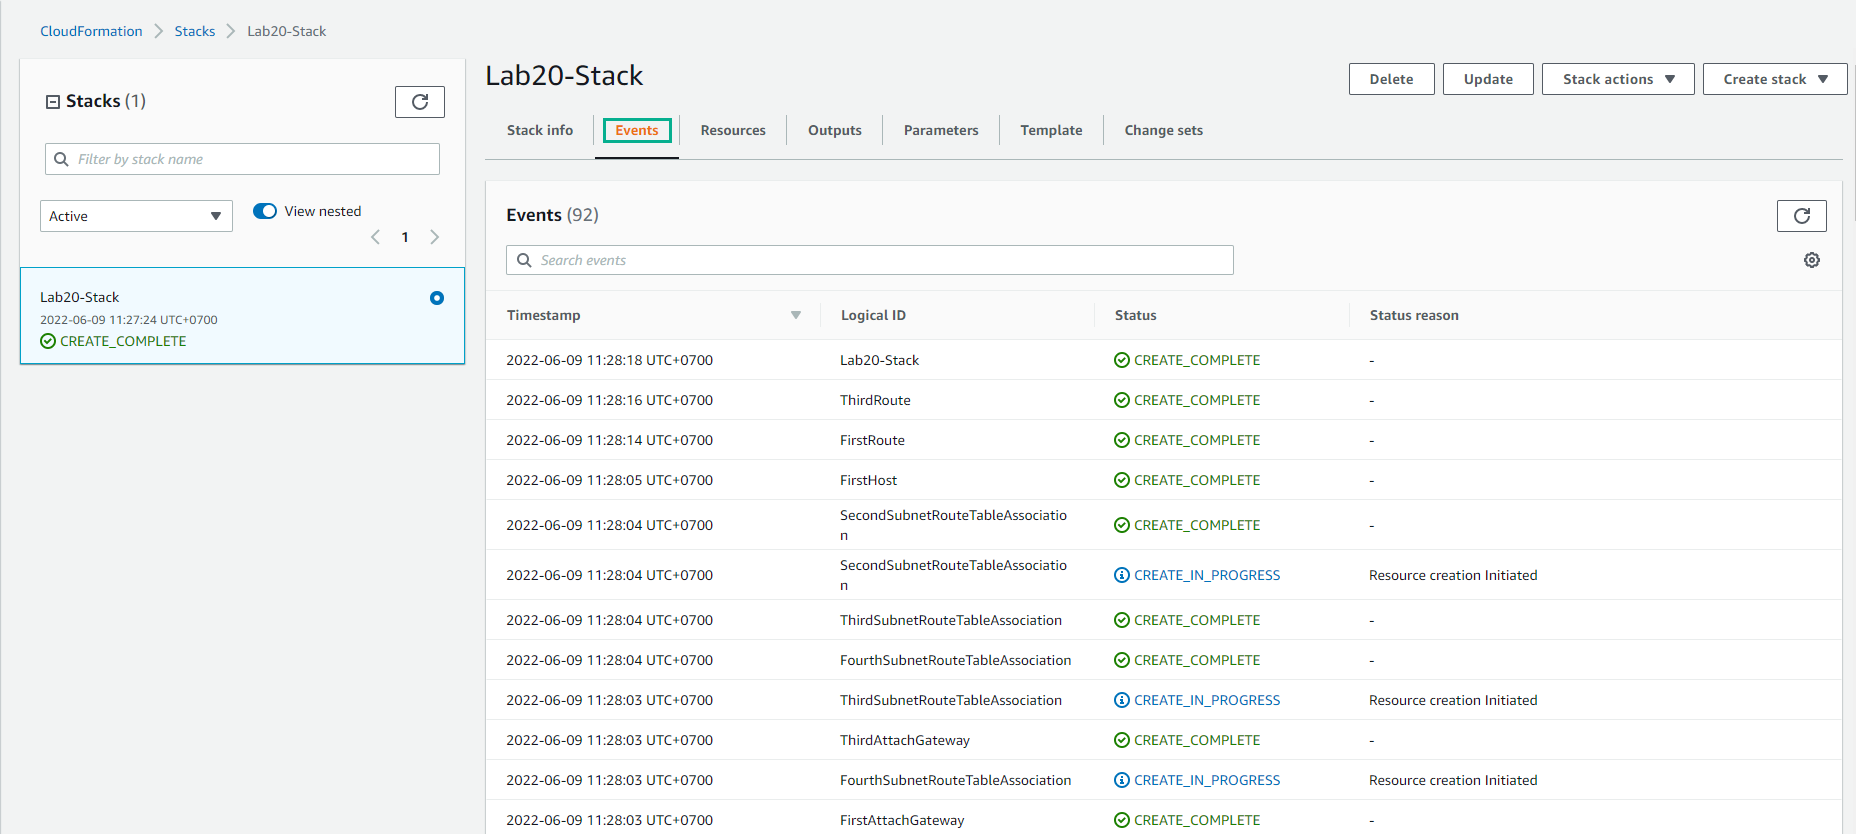 CloudFormation > Stacks > Lab20-Stack
Stacks (1)
Filter by stack name
Active
View nested
1
Lab20-Stack
2022-06-09 11:27:24 UTC+0700
CREATE_COMPLETE
Lab20-Stack
Delete Update Stack actions Create stack
Stack info Events Resources Outputs Parameters Template Change sets
Events (92)
Search events
Timestamp Logical ID Status Status reason
2022-06-09 11:28:18 UTC+0700 Lab20-Stack CREATE_COMPLETE -
2022-06-09 11:28:16 UTC+0700 ThirdRoute CREATE_COMPLETE -
2022-06-09 11:28:14 UTC+0700 FirstRoute CREATE_COMPLETE -
2022-06-09 11:28:05 UTC+0700 FirstHost CREATE_COMPLETE -
2022-06-09 11:28:04 UTC+0700 SecondSubnetRouteTableAssociatio
n CREATE_COMPLETE -
2022-06-09 11:28:04 UTC+0700 SecondSubnetRouteTableAssociatio
n CREATE_IN_PROGRESS Resource creation Initiated
2022-06-09 11:28:04 UTC+0700 ThirdSubnetRouteTableAssociation CREATE_COMPLETE -
2022-06-09 11:28:04 UTC+0700 FourthSubnetRouteTableAssociation CREATE_COMPLETE -
2022-06-09 11:28:03 UTC+0700 ThirdSubnetRouteTableAssociation CREATE_IN_PROGRESS Resource creation Initiated
2022-06-09 11:28:03 UTC+0700 ThirdAttachGateway CREATE_COMPLETE -
2022-06-09 11:28:03 UTC+0700 FourthSubnetRouteTableAssociation CREATE_IN_PROGRESS Resource creation Initiated
2022-06-09 11:28:03 UTC+0700 FirstAttachGateway CREATE_COMPLETE -